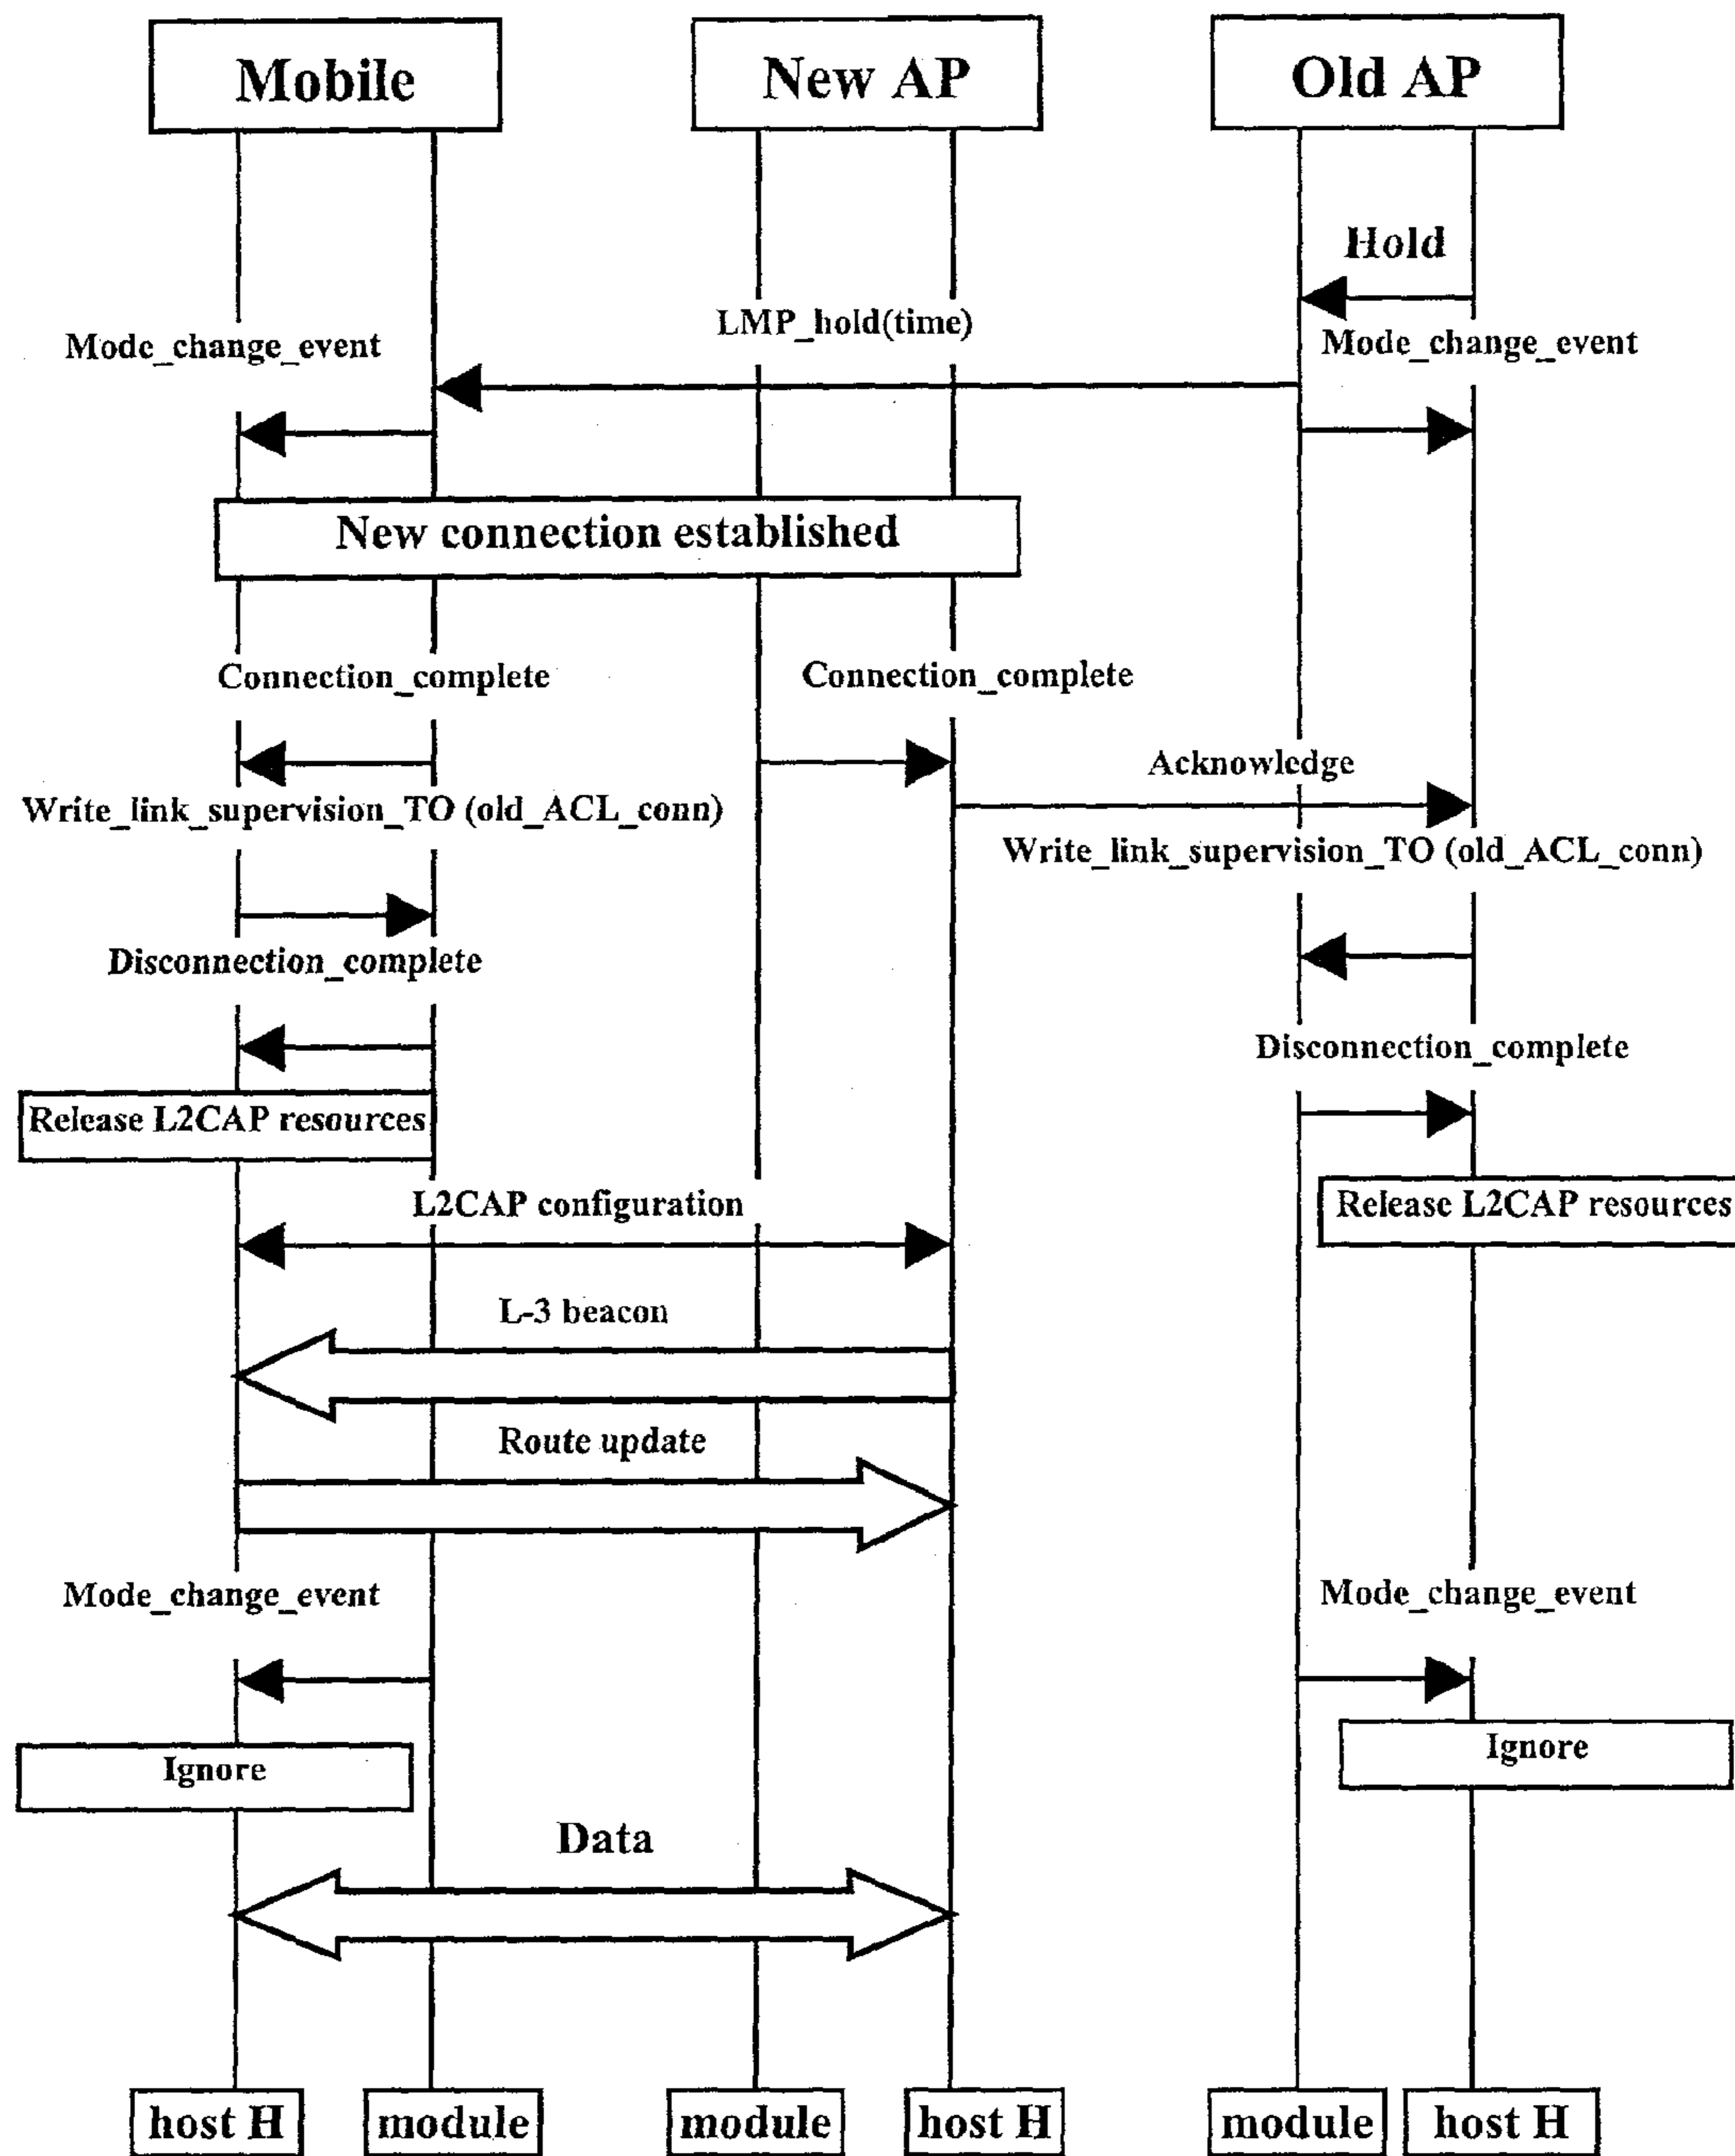 Mobile
New AP
Old AP
Hold
LMP_hold(time)
Mode_change_event
Mode_change_event
New connection established
Connection_complete
Connection_complete
Acknowledge
Write_link_supervision_TO (old_ACL_conn)
Write_link_supervision_TO (old_ACL_conn)
Disconnection_complete
Disconnection_complete
Release L2CAP resources
L2CAP configuration
Release L2CAP resources
L-3 beacon
Route update
Mode_change_event
Mode_change_event
Ignore
Ignore
Data
host H
module
module
host H
module
host H